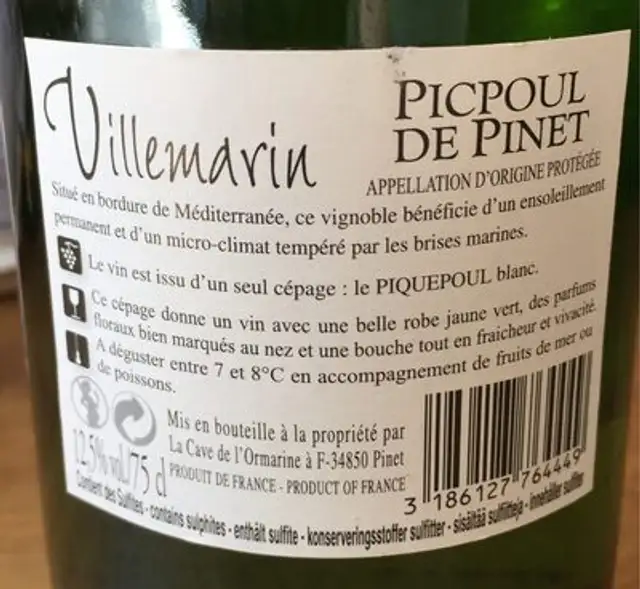 Villemarin
PICPOUL
DE PINET
APPELLATION D'ORIGINE PROTÉGÉE
Situé en bordure de Méditerranée, ce vignoble bénéficie d'un ensoleillement
permanent et d'un micro-climat tempéré par les brises marines.
Le vin est issu d'un seul cépage : le PIQUEPOUL blanc.
Ce cépage donne un vin avec une belle robe jaune vert, des parfums
floraux bien marqués au nez et une bouche tout en fraicheur et vivacité.
A déguster entre 7 et 8°C en accompagnement de fruits de mer ou
de poissons.
Mis en bouteille à la propriété par
La Cave de l'Ormarine à F-34850 Pinet
12,5% vol./75 cl
PRODUIT DE FRANCE - PRODUCT OF FRANCE
3 186127 764449
Contient des Sulfites - contains sulphites - enthält sulfite - konserveringsstoffer sulfitter - sisältää sulfiitteja - innehåller sulfiter